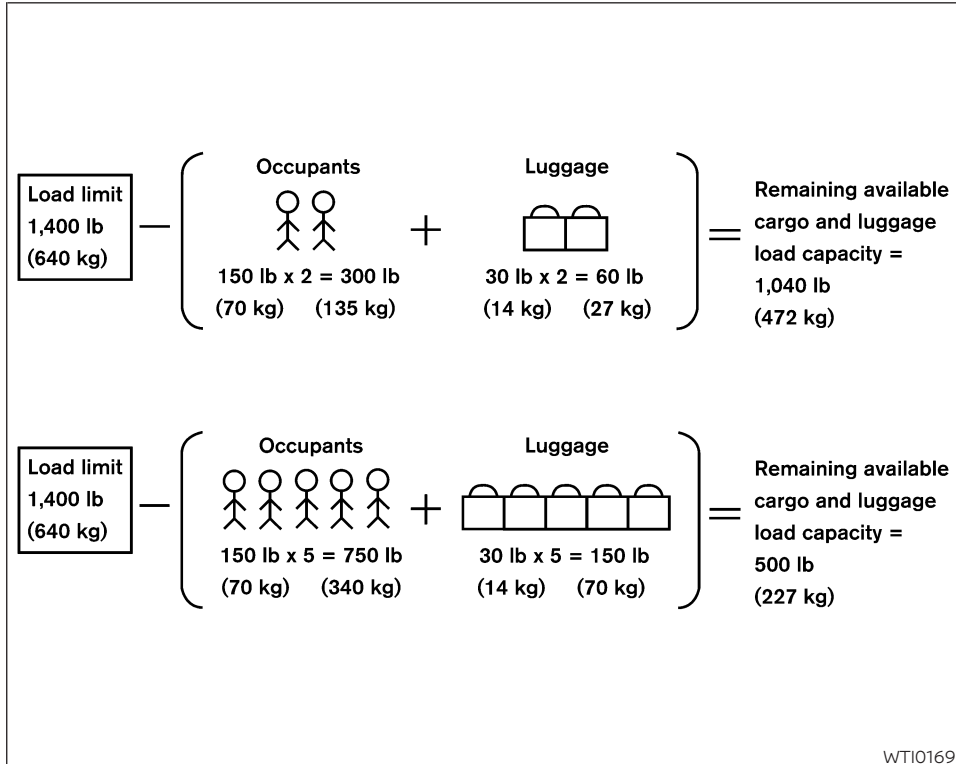 Load limit
1,400 lb
(640 kg)
—
(
Occupants
150 lb x 2 = 300 lb
(70 kg) (135 kg)
+
Luggage
30 lb x 2 = 60 lb
(14 kg) (27 kg)
)
=
Remaining available
cargo and luggage
load capacity =
1,040 lb
(472 kg)
Load limit
1,400 lb
(640 kg)
—
(
Occupants
150 lb x 5 = 750 lb
(70 kg) (340 kg)
+
Luggage
30 lb x 5 = 150 lb
(14 kg) (70 kg)
)
=
Remaining available
cargo and luggage
load capacity =
500 lb
(227 kg)
WTI0169